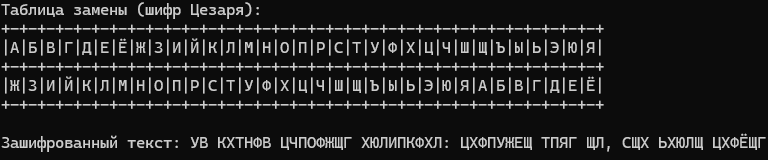 Таблица замены (шифр Цезаря):
+-+-+-+-+-+-+-+-+-+-+-+-+-+-+-+-+-+-+-+-+-+-+-+-+-+-+-+-+-+-+-+-+-+
|А|Б|В|Г|Д|Е|Ё|Ж|З|И|Й|К|Л|М|Н|О|П|Р|С|Т|У|Ф|Х|Ц|Ч|Ш|Щ|Ъ|Ы|Ь|Э|Ю|Я|
+-+-+-+-+-+-+-+-+-+-+-+-+-+-+-+-+-+-+-+-+-+-+-+-+-+-+-+-+-+-+-+-+-+
|Ж|З|И|Й|К|Л|М|Н|О|П|Р|С|Т|У|Ф|Х|Ц|Ч|Ш|Щ|Ъ|Ы|Ь|Э|Ю|Я|А|Б|В|Г|Д|Е|Ё|
+-+-+-+-+-+-+-+-+-+-+-+-+-+-+-+-+-+-+-+-+-+-+-+-+-+-+-+-+-+-+-+-+-+
Зашифрованный текст: УВ КХТНФВ ЦЧПОФЖЩГ ХЮЛИПКФХЛ: ЦХФПУЖЕЩ ТПЯГ ЩЛ, СЩХ ЬХЮЛЩ ЦХФЁЩГ